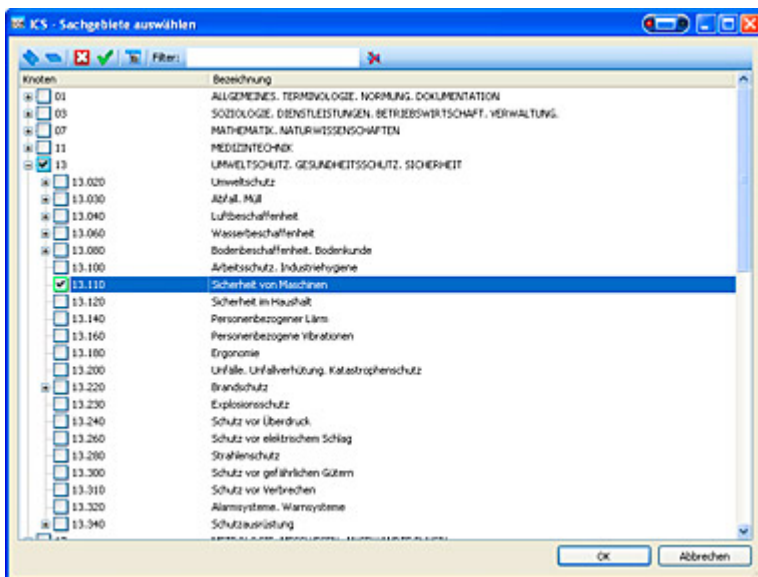 ICS - Sachgebiete auswählen
Filter:
Knoten Bezeichnung
01 ALLGEMEINES. TERMINOLOGIE. NORMUNG. DOKUMENTATION
03 SOZIOLOGIE. DIENSTLEISTUNGEN. BETRIEBSWIRTSCHAFT. VERWALTUNG.
07 MATHEMATIK. NATURWISSENSCHAFTEN
11 MEDIZINTECHNIK
13 UMWELTSCHUTZ. GESUNDHEITSSCHUTZ. SICHERHEIT
13.020 Umweltschutz
13.030 Abfall. Müll
13.040 Luftbeschaffenheit
13.060 Wasserbeschaffenheit
13.080 Bodenbeschaffenheit. Bodenkunde
13.100 Arbeitsschutz. Industriehygiene
13.110 Sicherheit von Maschinen
13.120 Sicherheit im Haushalt
13.140 Personenbezogener Lärm
13.160 Personenbezogene Vibrationen
13.180 Ergonomie
13.200 Unfälle. Unfallverhütung. Katastrophenschutz
13.220 Brandschutz
13.230 Explosionsschutz
13.240 Schutz vor Überdruck
13.260 Schutz vor elektrischem Schlag
13.280 Strahlenschutz
13.300 Schutz vor gefährlichen Gütern
13.310 Schutz vor Verbrechen
13.320 Alarmsysteme. Warnsysteme
13.340 Schutzausrüstung
OK Abbrechen